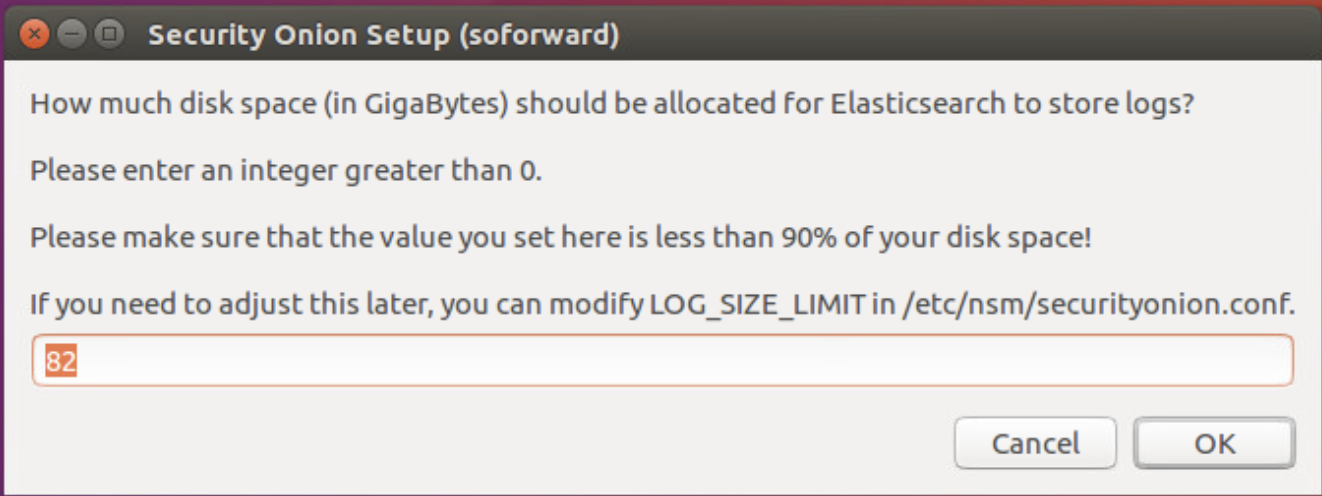 Security Onion Setup (soforward)
How much disk space (in GigaBytes) should be allocated for Elasticsearch to store logs?
Please enter an integer greater than 0.
Please make sure that the value you set here is less than 90% of your disk space!
If you need to adjust this later, you can modify LOG_SIZE_LIMIT in /etc/nsm/securityonion.conf.
82
Cancel OK